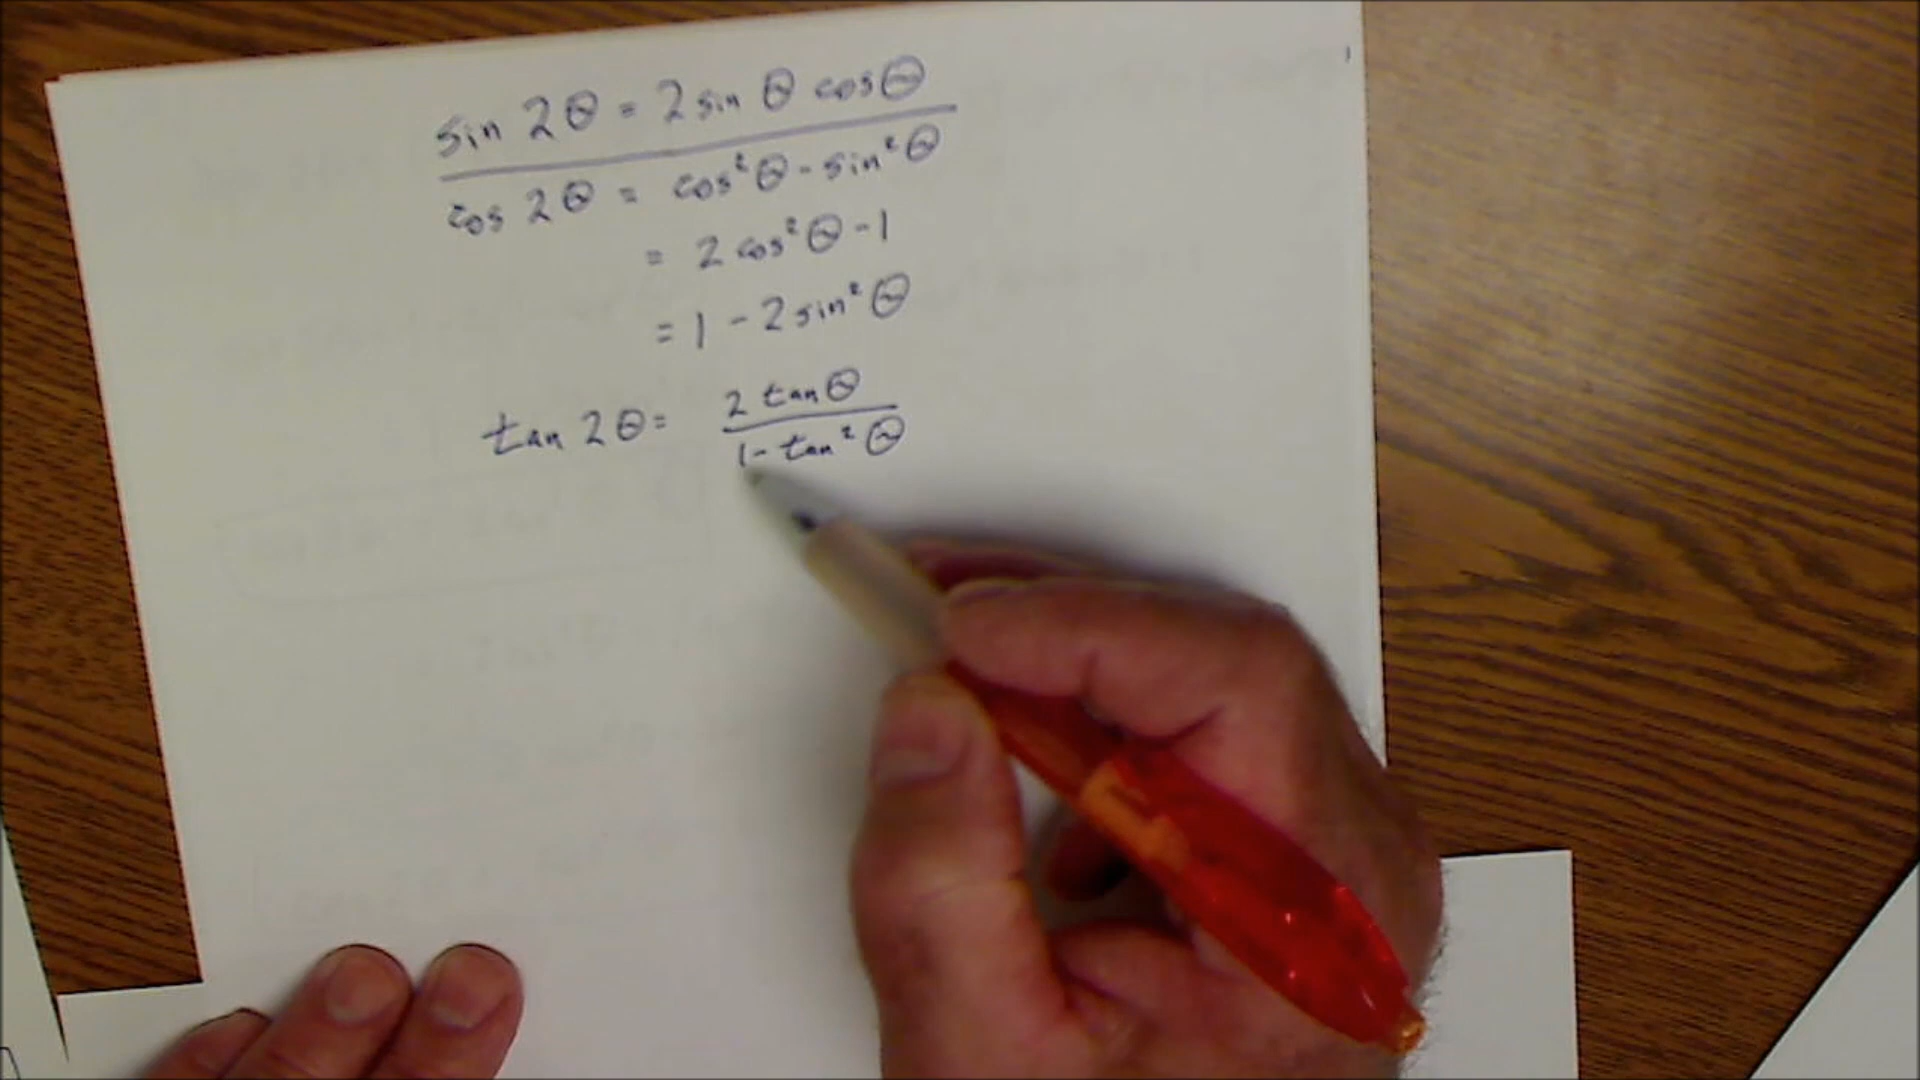 sin 2θ = 2 sin θ cos θ
cos 2θ = cos²θ - sin²θ
= 2 cos²θ - 1
= 1 - 2 sin²θ
tan 2θ = 2 tan θ
1 - tan² θ